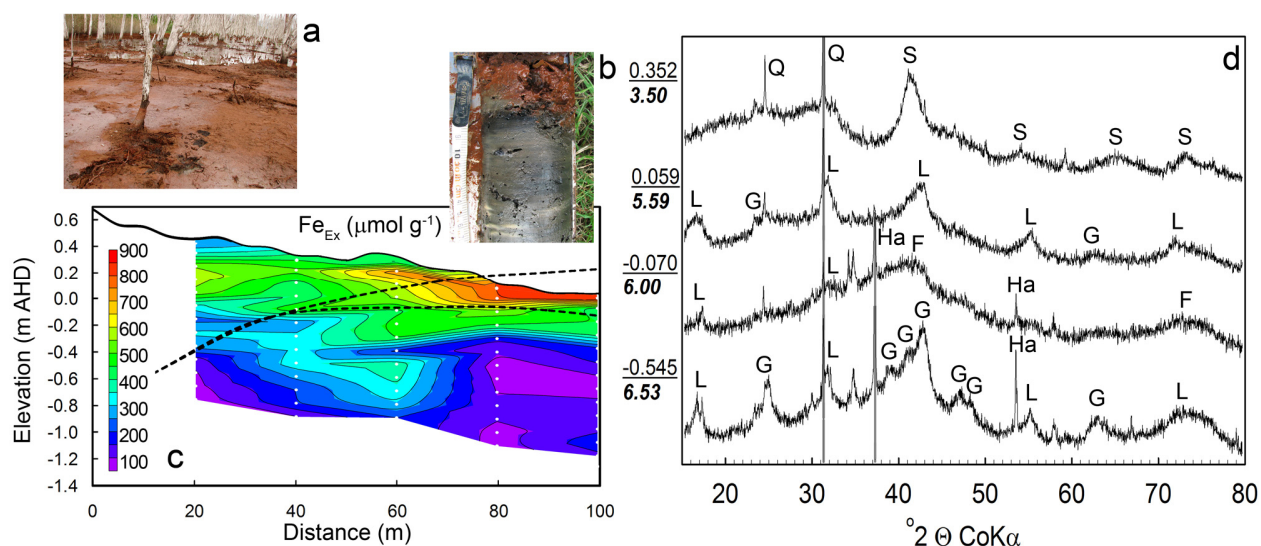 a
b
Fe_Ex (μmol g⁻¹)
900
800
700
600
500
400
300
200
100
c
0.6
0.4
0.2
0.0
-0.2
-0.4
-0.6
-0.8
-1.0
-1.2
-1.4
Elevation (m AHD)
0 20 40 60 80 100
Distance (m)
d
0.352
3.50
0.059
5.59
-0.070
6.00
-0.545
6.53
Q Q S S S S
L G L L L G L
L L Ha F Ha F
L G L G G G G G Ha L G L
20 30 40 50 60 70 80
°2 Θ CoKα